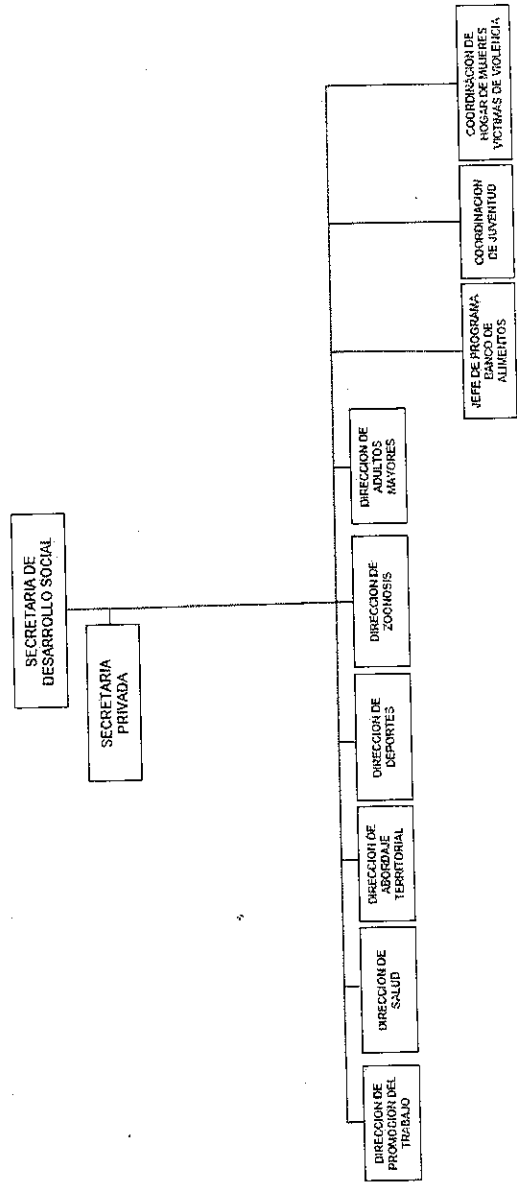 SECRETARIA DE
DESARROLLO SOCIAL
SECRETARIA
PRIVADA
DIRECCION DE
PROMOCION DEL
TRABAJO
DIRECCION DE
SALUD
DIRECCION DE
ABORDAJE
TERRITORIAL
DIRECCION DE
DEPORTES
DIRECCION DE
ZOONOSIS
DIRECCION DE
ADULTOS
MAYORES
JEFE DE PROGRAMA
BANCO DE
ALIMENTOS
COORDINACION
DE JUVENTUD
COORDINACION DE
HOGAR DE MUJERES
VICTIMAS DE VIOLENCIA